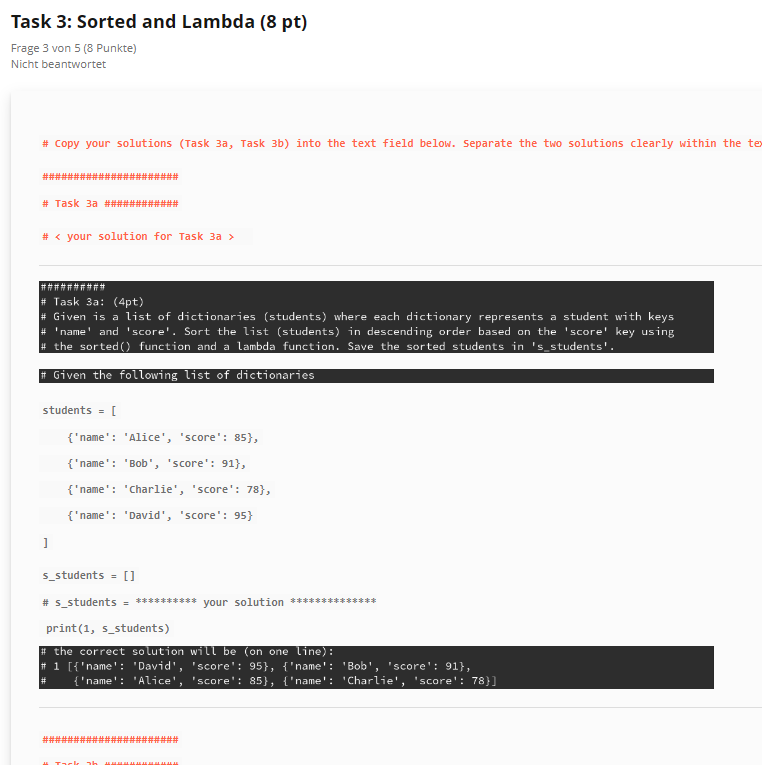 Task 3: Sorted and Lambda (8 pt)
Frage 3 von 5 (8 Punkte)
Nicht beantwortet
# Copy your solutions (Task 3a, Task 3b) into the text field below. Separate the two solutions clearly within the
######################
# Task 3a ############
# < your solution for Task 3a >
##########
# Task 3a: (4pt)
# Given is a list of dictionaries (students) where each dictionary represents a student with keys
# 'name' and 'score'. Sort the list (students) in descending order based on the 'score' key using
# the sorted() function and a lambda function. Save the sorted students in 's_students'.
# Given the following list of dictionaries
students = [
{'name': 'Alice', 'score': 85},
{'name': 'Bob', 'score': 91},
{'name': 'Charlie', 'score': 78},
{'name': 'David', 'score': 95}
]
s_students = []
# s_students = ********** your solution **************
print(1, s_students)
# the correct solution will be (on one line):
# 1 [{'name': 'David', 'score': 95}, {'name': 'Bob', 'score': 91},
#    {'name': 'Alice', 'score': 85}, {'name': 'Charlie', 'score': 78}]
######################
# Task 3b ############